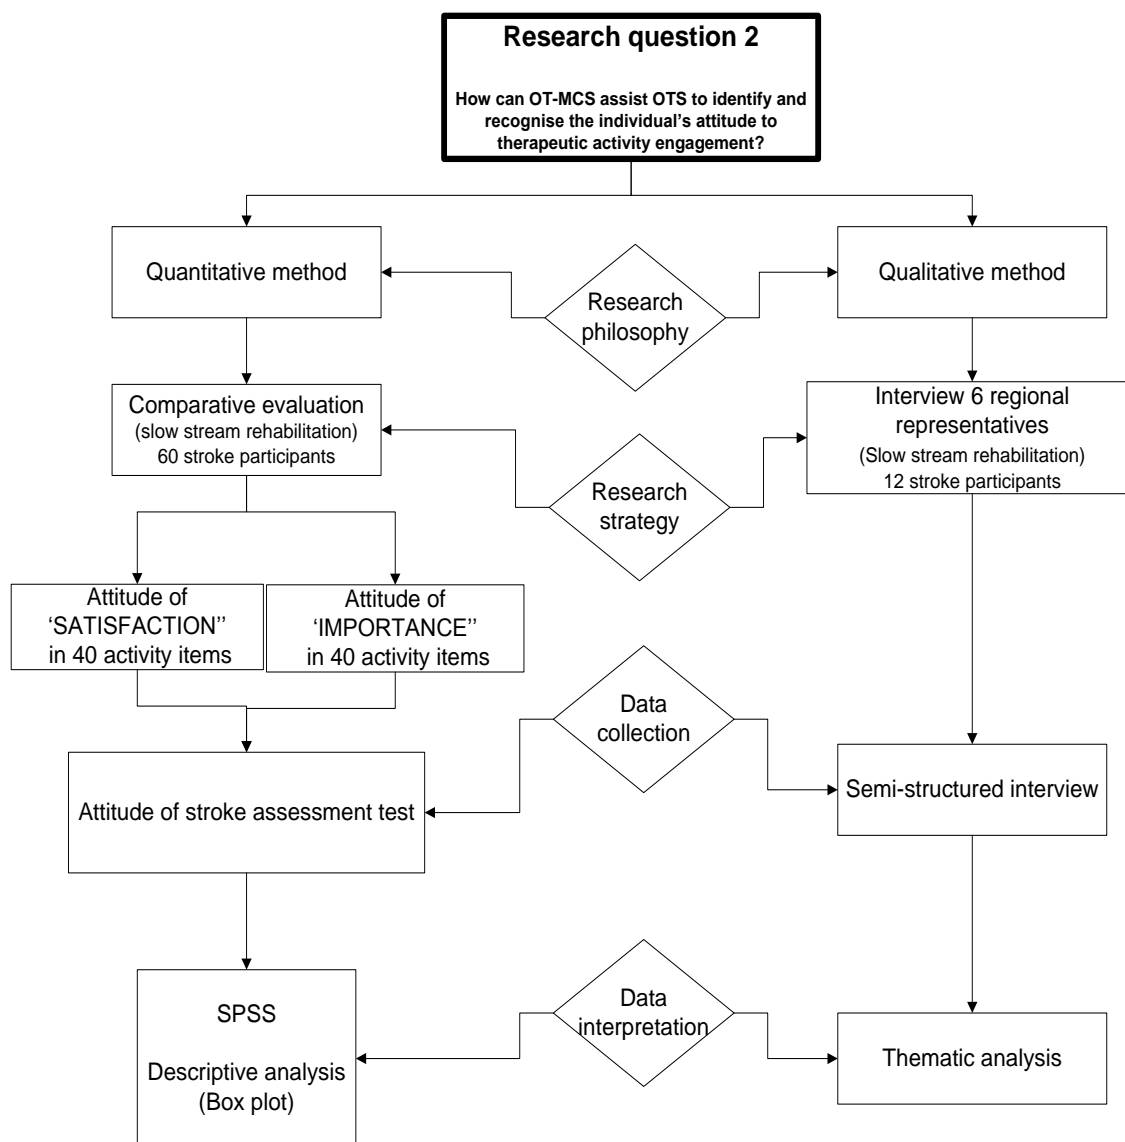 Research question 2
How can OT-MCS assist OTS to identify and
recognise the individual's attitude to
therapeutic activity engagement?
Quantitative method
Research
philosophy
Qualitative method
Comparative evaluation
(slow stream rehabilitation)
60 stroke participants
Research
strategy
Interview 6 regional
representatives
(Slow stream rehabilitation)
12 stroke participants
Attitude of
‘SATISFACTION’’
in 40 activity items
Attitude of
‘IMPORTANCE’’
in 40 activity items
Data
collection
Attitude of stroke assessment test
Semi-structured interview
SPSS
Descriptive analysis
(Box plot)
Data
interpretation
Thematic analysis